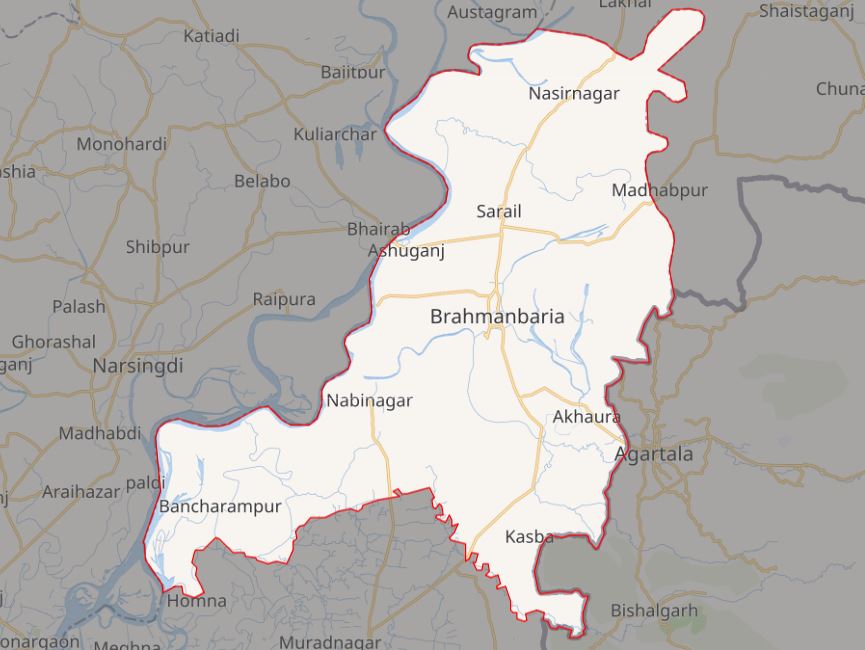 Lakhai
Austagram
Shaistaganj
Katiadi
Bajitpur
Nasirnagar
Chuna
Kuliarchar
Monohardi
shia
Belabo
Madhabpur
Sarail
Bhairab
Shibpur
Ashuganj
Raipura
Palash
Brahmanbaria
Ghorashal
ganj
Narsingdi
Nabinagar
Akhaura
Madhabdi
Agartala
paldi
Araihazar
nj
Bancharampur
Kasba
j
Homna
Bishalgarh
onargaon
Meghna
Muradnagar